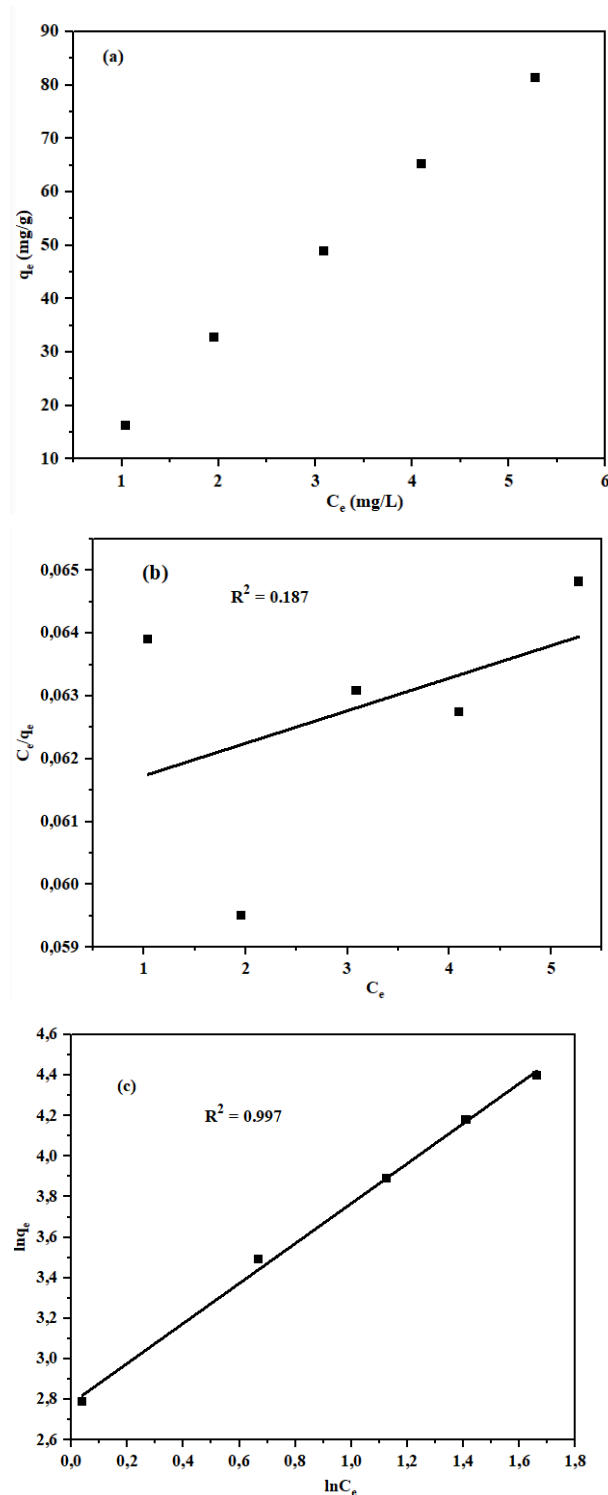 (a)
90
80
70
60
50
40
30
20
10
qe (mg/g)
1 2 3 4 5 6
Ce (mg/L)
(b)
R2 = 0.187
0,065
0,064
0,063
0,062
0,061
0,060
0,059
Ce/qe
1 2 3 4 5
Ce
(c)
R2 = 0.997
4,6
4,4
4,2
4,0
3,8
3,6
3,4
3,2
3,0
2,8
2,6
lnqe
0,0 0,2 0,4 0,6 0,8 1,0 1,2 1,4 1,6 1,8
lnCe